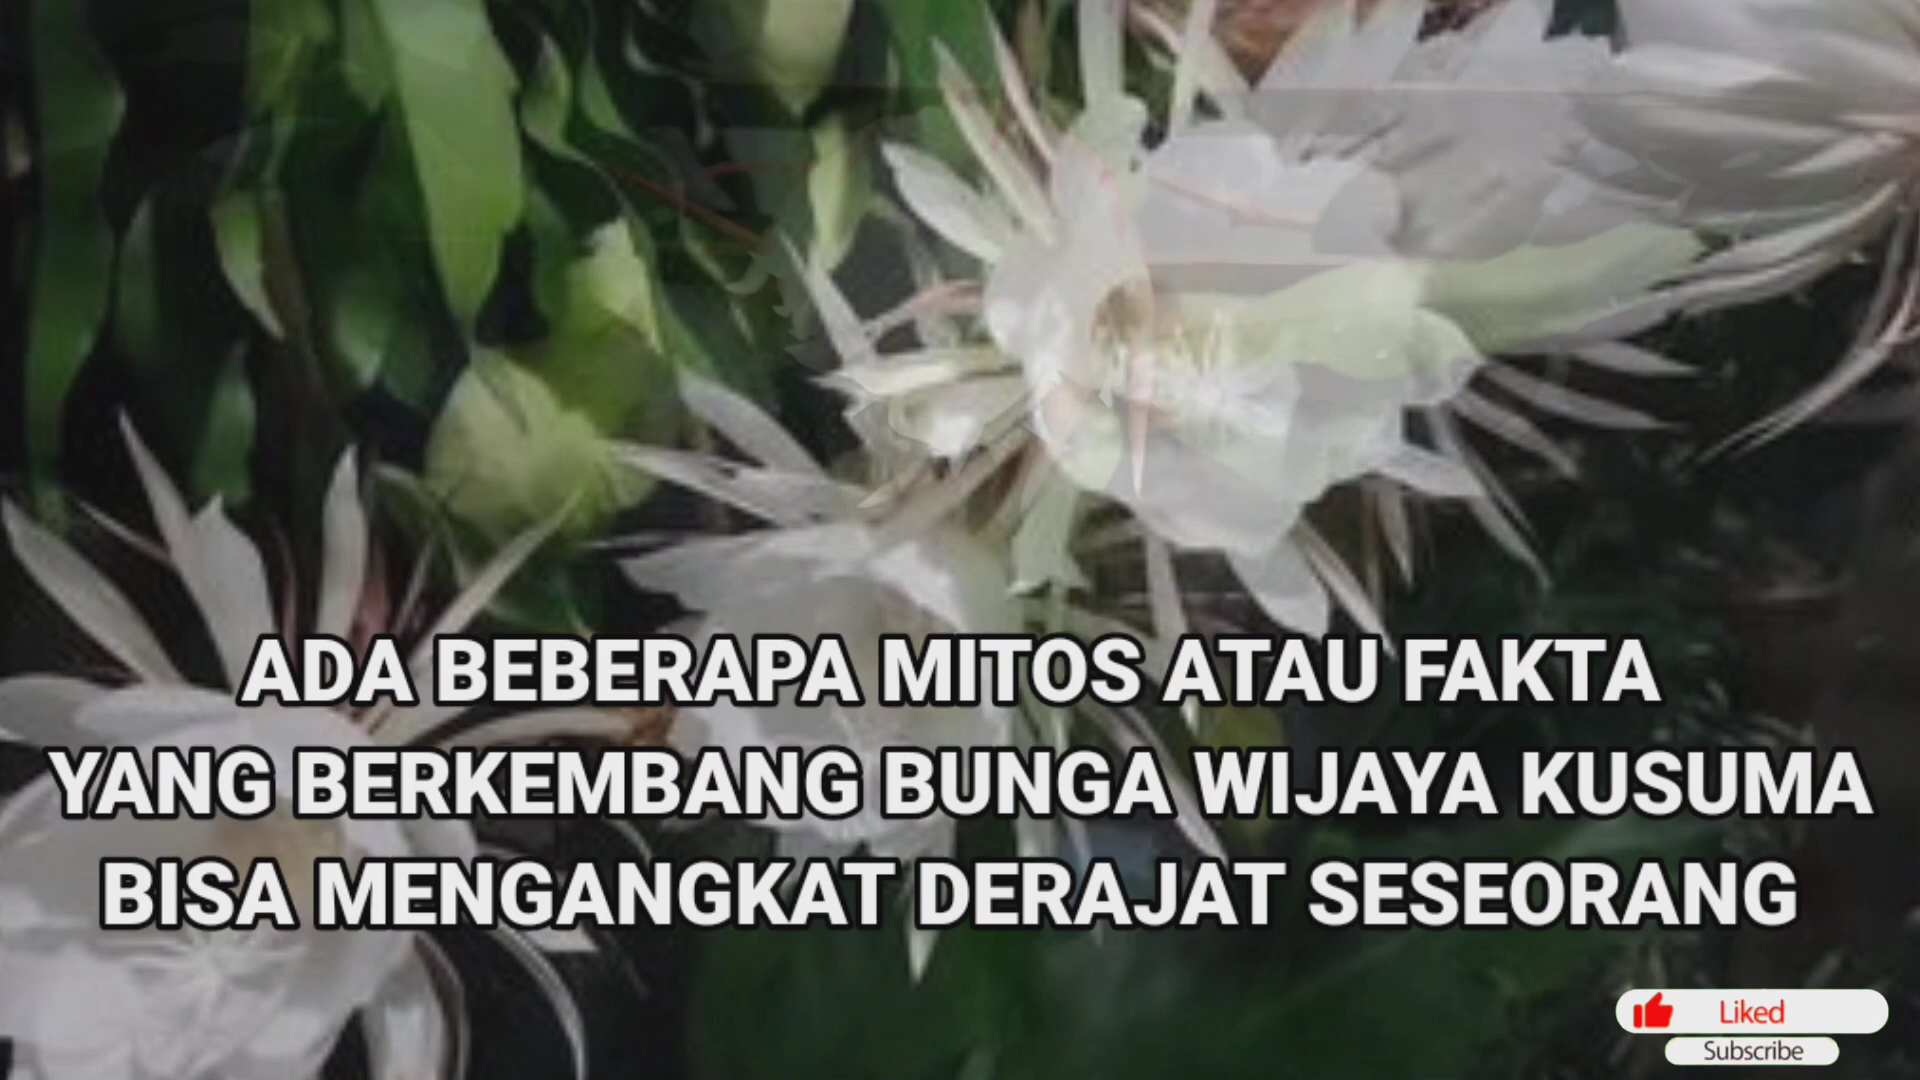 ADA BEBERAPA MITOS ATAU FAKTA
YANG BERKEMBANG BUNGA WIJAYA KUSUMA
BISA MENGANGKAT DERAJAT SESEORANG
Liked
Subscribe